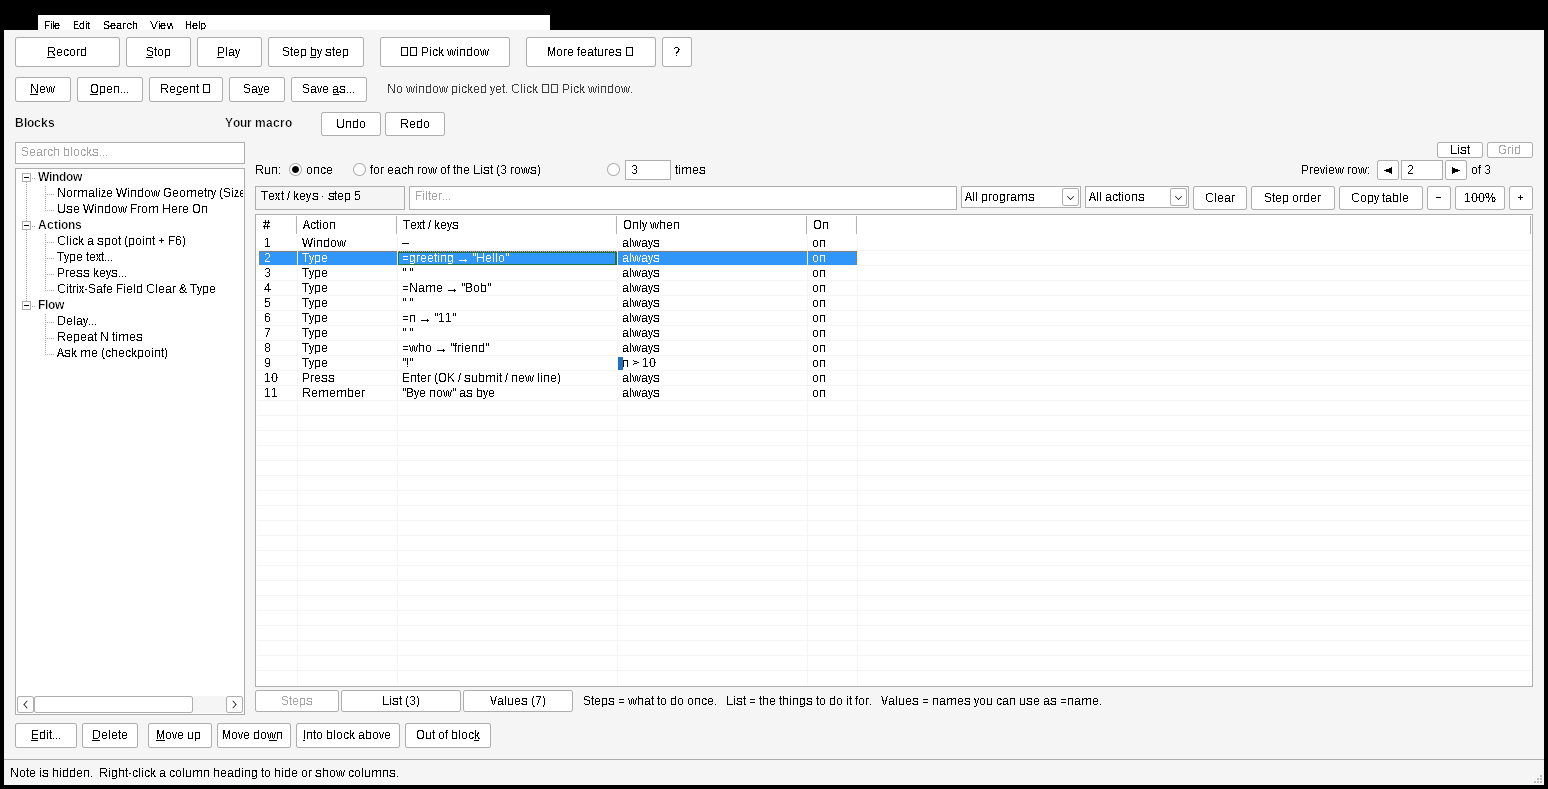 File Edit Search View Help
Record Stop Play Step by step Pick window More features ?
New Open... Recent Save Save as... No window picked yet. Click Pick window.
Blocks Your macro Undo Redo
Search blocks... List Grid
Run: once for each row of the List (3 rows) 3 times Preview row: ◄ 2 ► of 3
Text / keys · step 5 Filter... All programs All actions Clear Step order Copy table − 100% +
Window
Normalize Window Geometry (Size
Use Window From Here On
Actions
Click a spot (point + F6)
Type text...
Press keys...
Citrix-Safe Field Clear & Type
Flow
Delay...
Repeat N times
Ask me (checkpoint)
# Action Text / keys Only when On
1 Window – always on
2 Type =greeting → "Hello" always on
3 Type " " always on
4 Type =Name → "Bob" always on
5 Type " " always on
6 Type =n → "11" always on
7 Type " " always on
8 Type =who → "friend" always on
9 Type "!" n > 10 on
10 Press Enter (OK / submit / new line) always on
11 Remember "Bye now" as bye always on
Steps List (3) Values (7) Steps = what to do once. List = the things to do it for. Values = names you can use as =name.
Edit... Delete Move up Move down Into block above Out of block
Note is hidden. Right-click a column heading to hide or show columns.